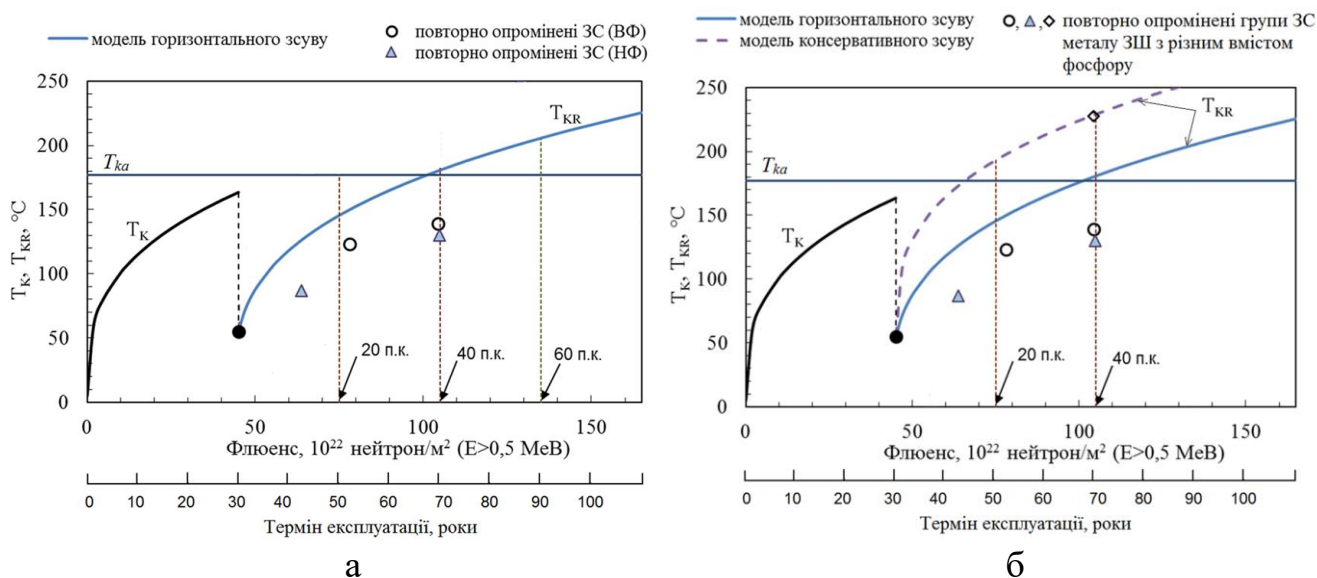 модель горизонтального зсуву
повторно опромінені ЗС (ВФ)
повторно опромінені ЗС (НФ)
250
200
150
100
50
0
T_K, T_KR, °C
T_KR
T_ka
T_K
20 п.к.
40 п.к.
60 п.к.
0 50 100 150
Флюенс, 10²² нейтрон/м² (E>0,5 МеВ)
0 10 20 30 40 50 60 70 80 90 100
Термін експлуатації, роки
а
модель горизонтального зсуву
модель консервативного зсуву
повторно опромінені групи ЗС
металу ЗШ з різним вмістом
фосфору
250
200
150
100
50
0
T_K, T_KR, °C
T_KR
T_ka
T_K
20 п.к.
40 п.к.
50 100 150
Флюенс, 10²² нейтрон/м² (E>0,5 МеВ)
0 10 20 30 40 50 60 70 80 90 100
Термін експлуатації, роки
б